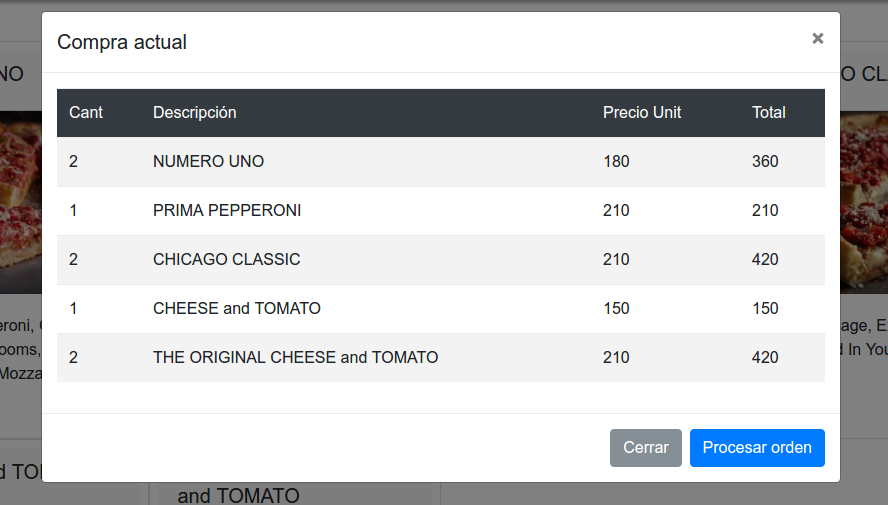 Compra actual ×
NO
O CL
Cant Descripción Precio Unit Total
2 NUMERO UNO 180 360
1 PRIMA PEPPERONI 210 210
2 CHICAGO CLASSIC 210 420
1 CHEESE and TOMATO 150 150
2 THE ORIGINAL CHEESE and TOMATO 210 420
eroni,
age, E
ooms,
d In You
Mozza
Cerrar Procesar orden
d TO
and TOMATO